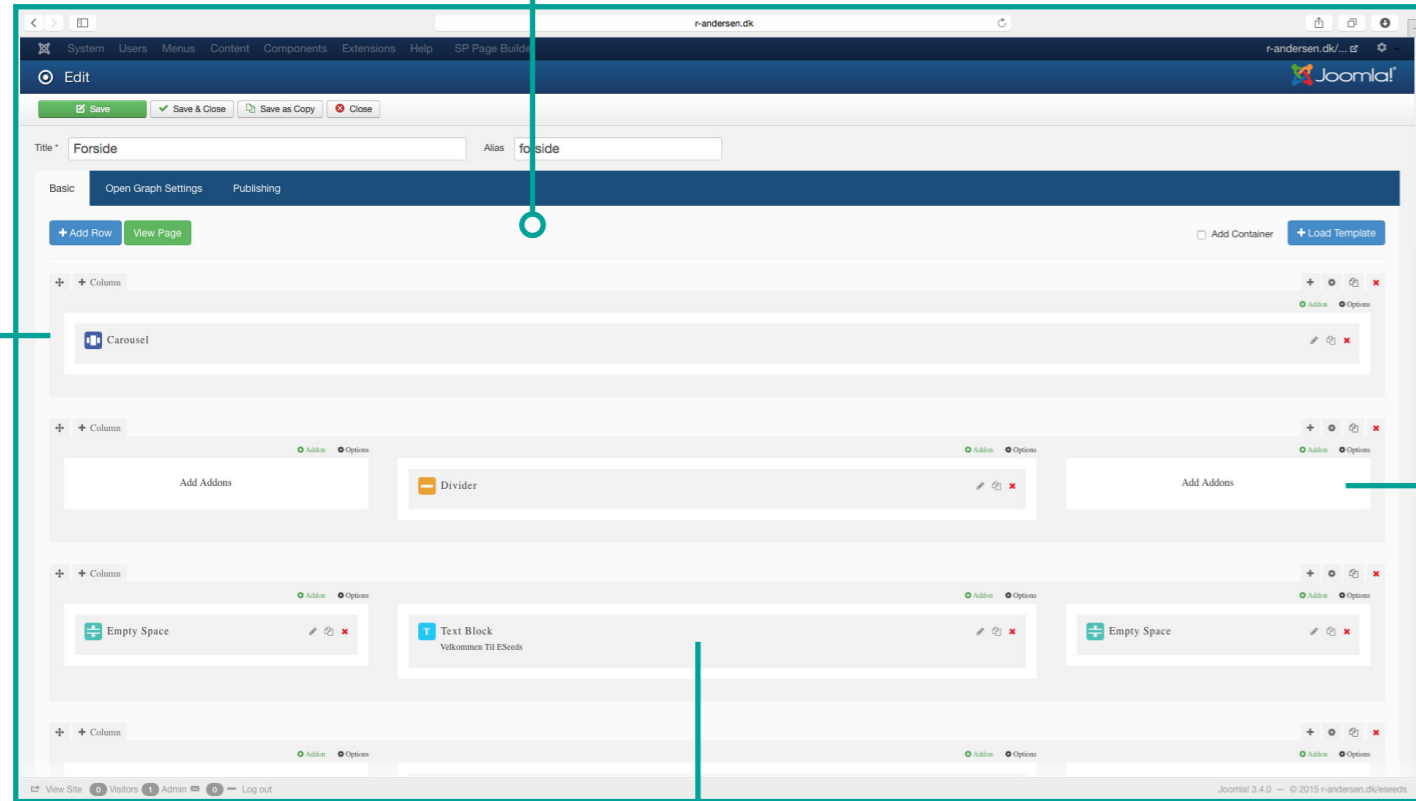 r-andersen.dk
System Users Menus Content Components Extensions Help SP Page Builde r-andersen.dk/...
Edit Joomla!
Save Save & Close Save as Copy Close
Title * Forside Alias forside
Basic Open Graph Settings Publishing
+ Add Row View Page Add Container + Load Template
+ Column
Addon Options
Carousel
+ Column
Addon Options Addon Options Addon Options
Add Addons Divider Add Addons
+ Column
Addon Options Addon Options Addon Options
Empty Space Text Block Empty Space
Velkommen Til ESeeds
+ Column
Addon Options Addon Options Addon Options
View Site 0 Visitors 1 Admin 0 Log out Joomla! 3.4.0 — © 2015 r-andersen.dk/eseeds